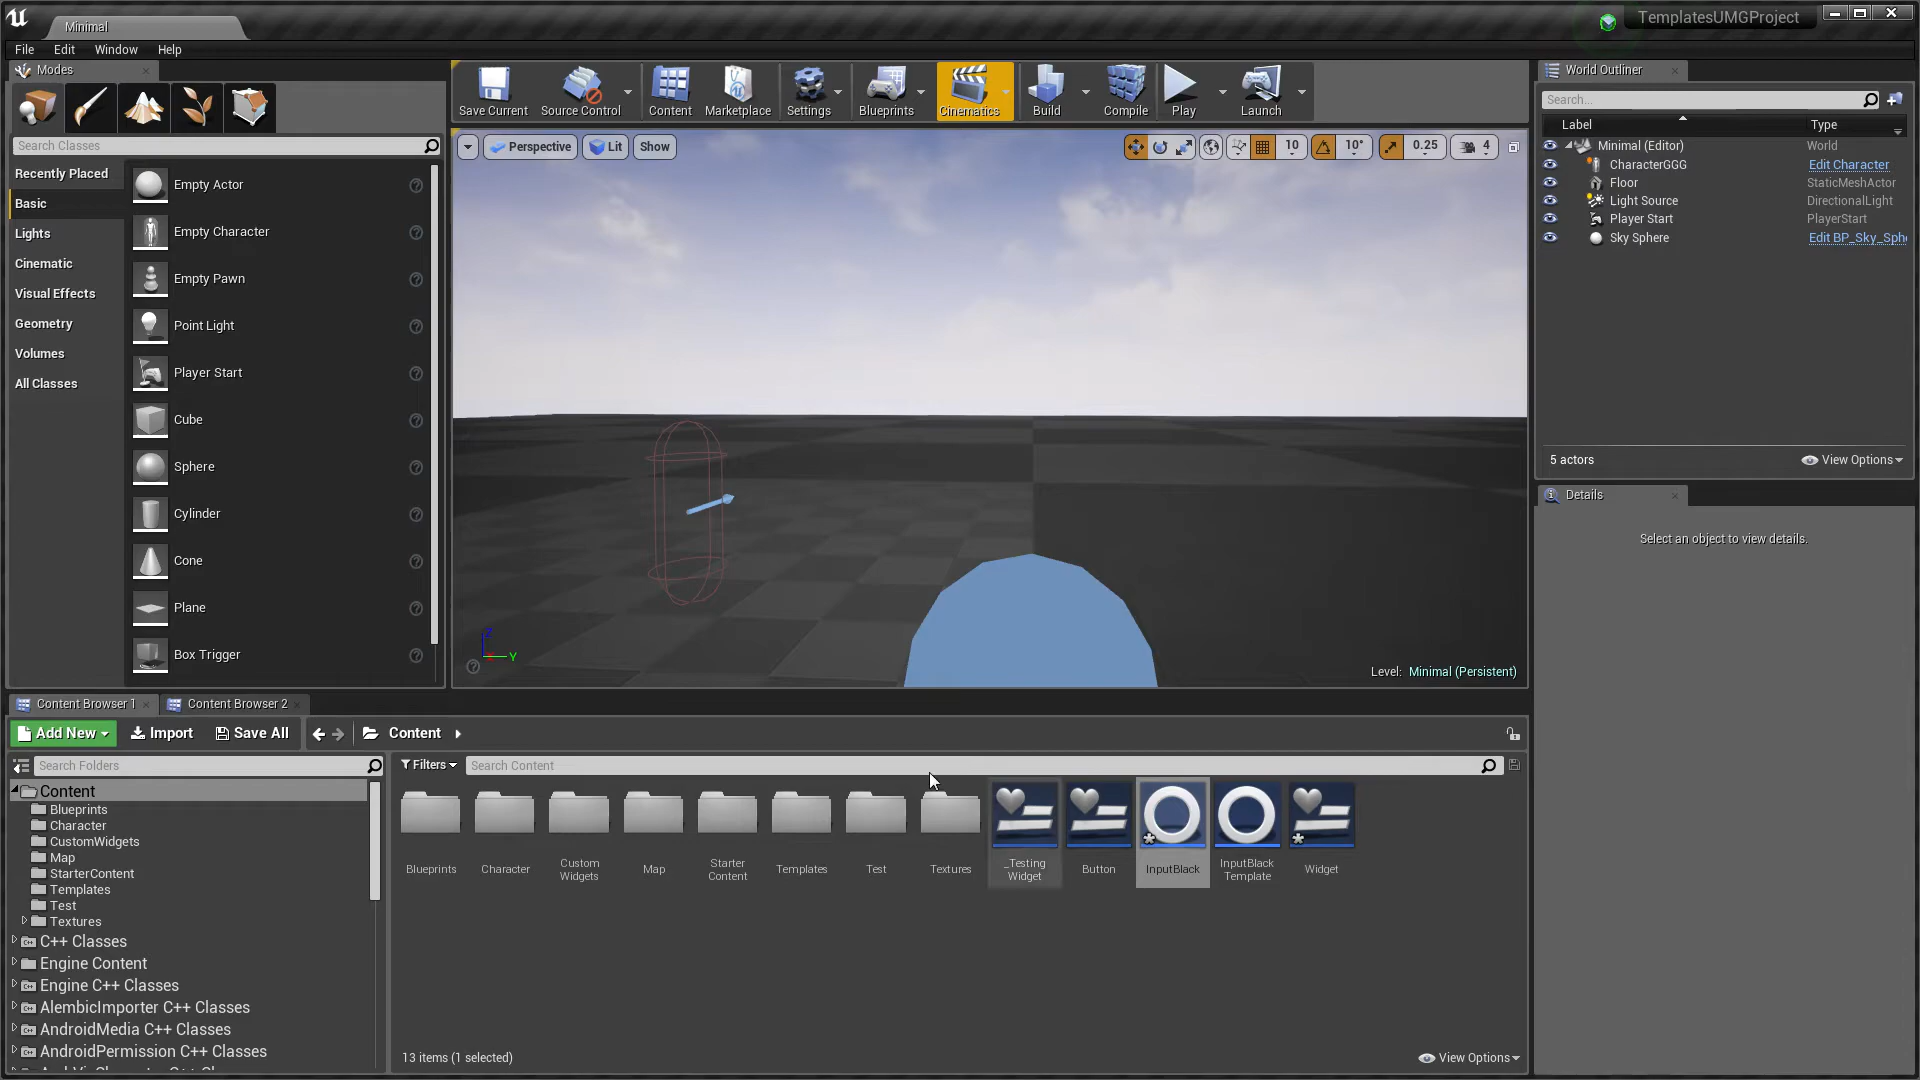 Minimal
TemplatesUMGProject
File Edit Window Help
Modes
Search Classes
Recently Placed
Basic
Lights
Cinematic
Visual Effects
Geometry
Volumes
All Classes
Empty Actor
Empty Character
Empty Pawn
Point Light
Player Start
Cube
Sphere
Cylinder
Cone
Plane
Box Trigger
Save Current Source Control Content Marketplace Settings Blueprints Cinematics Build Compile Play Launch
Perspective Lit Show
10 10° 0.25 4
Z
X Y
Level: Minimal (Persistent)
World Outliner
Search...
Label Type
Minimal (Editor) World
CharacterGGG Edit Character
Floor StaticMeshActor
Light Source DirectionalLight
Player Start PlayerStart
Sky Sphere Edit BP_Sky_Sph
5 actors View Options
Details
Select an object to view details.
Content Browser 1 Content Browser 2
Add New Import Save All Content
Search Folders
Content
Blueprints
Character
CustomWidgets
Map
StarterContent
Templates
Test
Textures
C++ Classes
Engine Content
Engine C++ Classes
AlembicImporter C++ Classes
AndroidMedia C++ Classes
AndroidPermission C++ Classes
Filters Search Content
Blueprints
Character
Custom
Widgets
Map
Starter
Content
Templates
Test
Textures
_Testing
Widget
Button
InputBlack
InputBlack
Template
Widget
13 items (1 selected) View Options